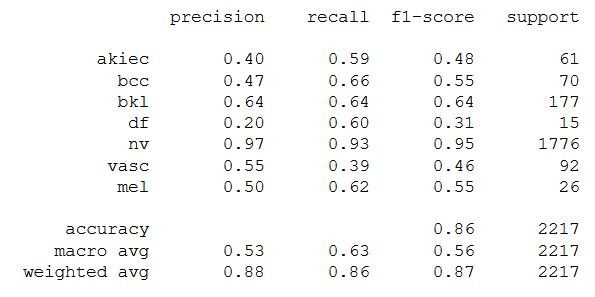 precision recall f1-score support
akiec 0.40 0.59 0.48 61
bcc 0.47 0.66 0.55 70
bkl 0.64 0.64 0.64 177
df 0.20 0.60 0.31 15
nv 0.97 0.93 0.95 1776
vasc 0.55 0.39 0.46 92
mel 0.50 0.62 0.55 26
accuracy 0.86 2217
macro avg 0.53 0.63 0.56 2217
weighted avg 0.88 0.86 0.87 2217